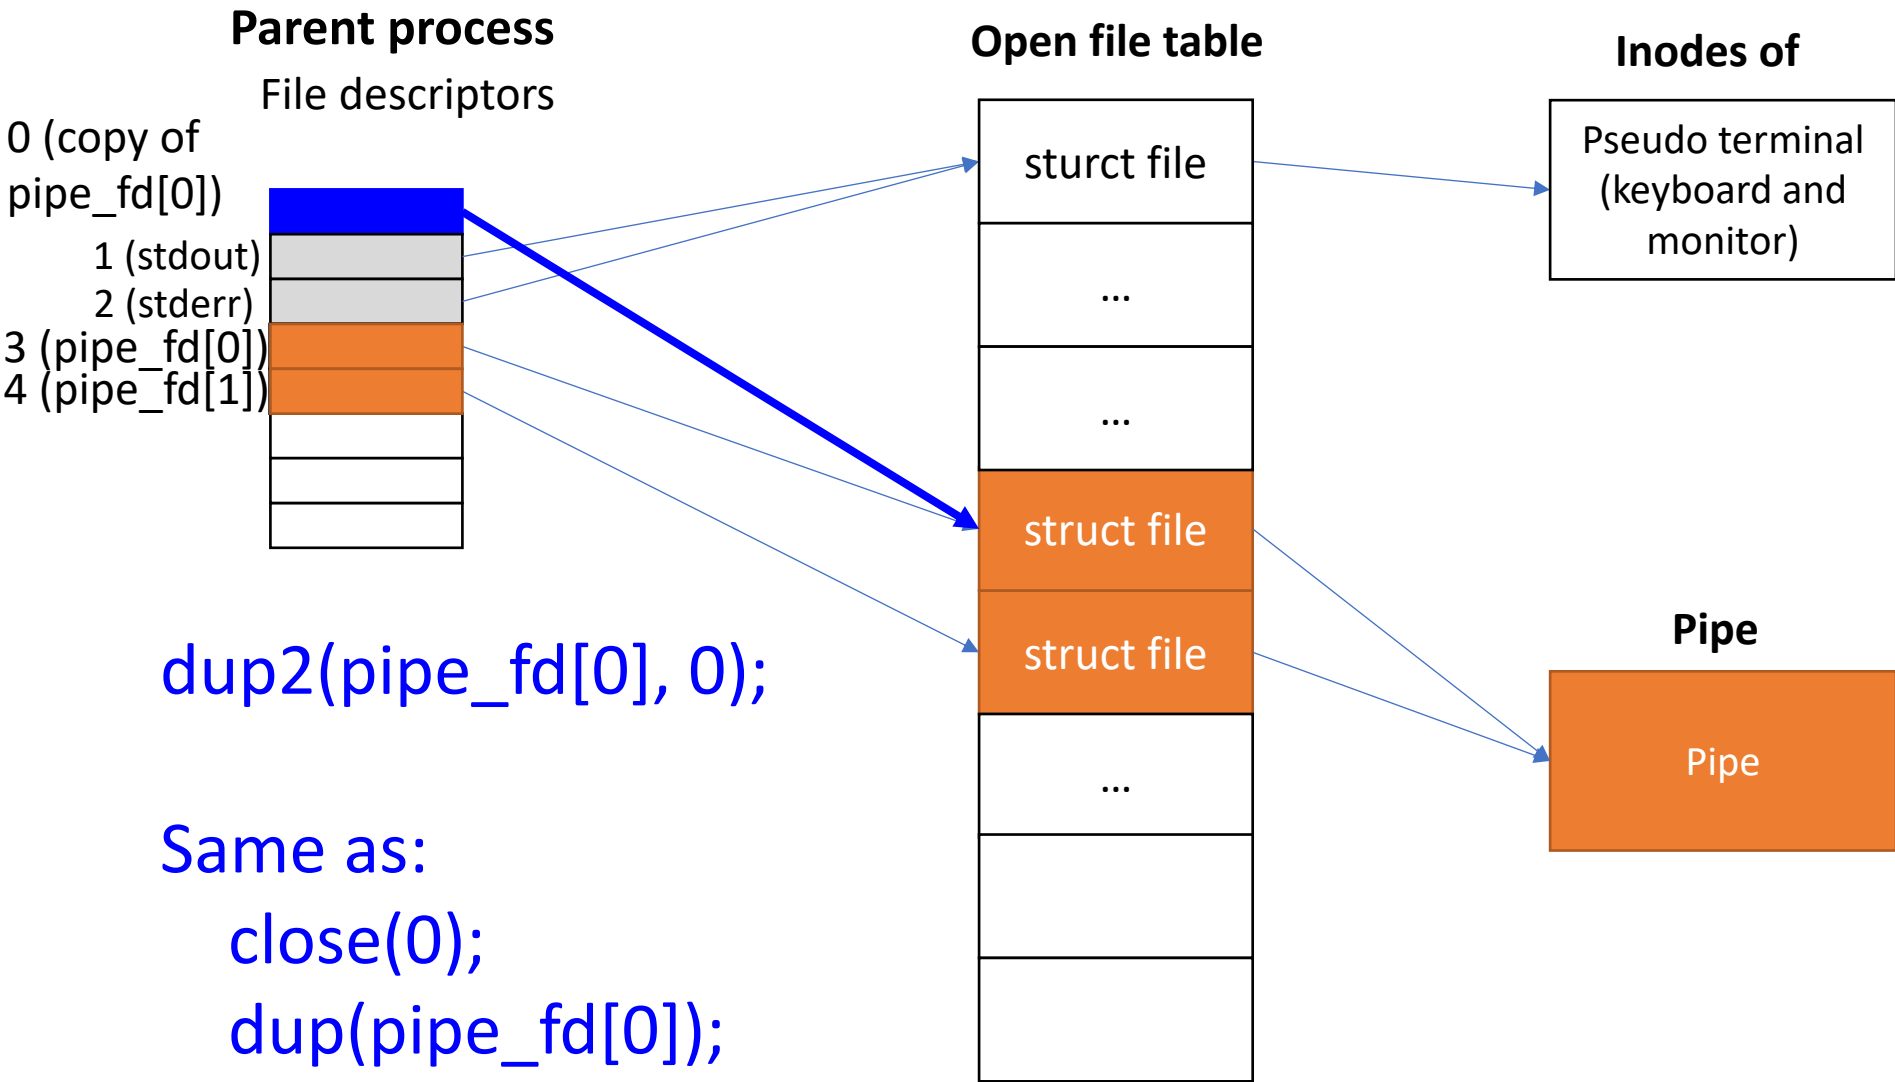 Parent process
File descriptors
0 (copy of
pipe_fd[0])
1 (stdout)
2 (stderr)
3 (pipe_fd[0])
4 (pipe_fd[1])
dup2(pipe_fd[0], 0);
Same as:
close(0);
dup(pipe_fd[0]);
Open file table
sturct file
...
...
struct file
struct file
...
Inodes of
Pseudo terminal
(keyboard and
monitor)
Pipe
Pipe